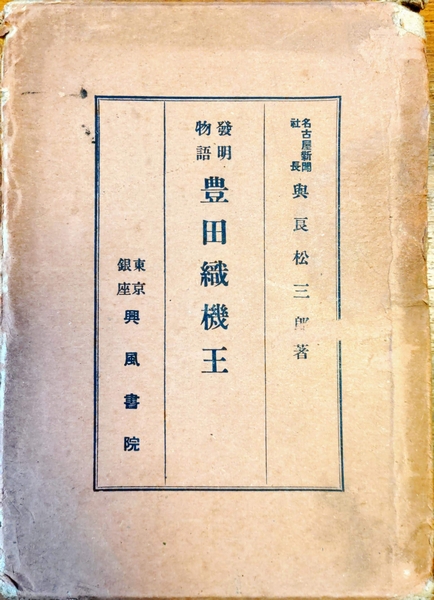 名古屋新聞社長 與良松三郎著
發明物語 豊田織機王
東京銀座 興風書院